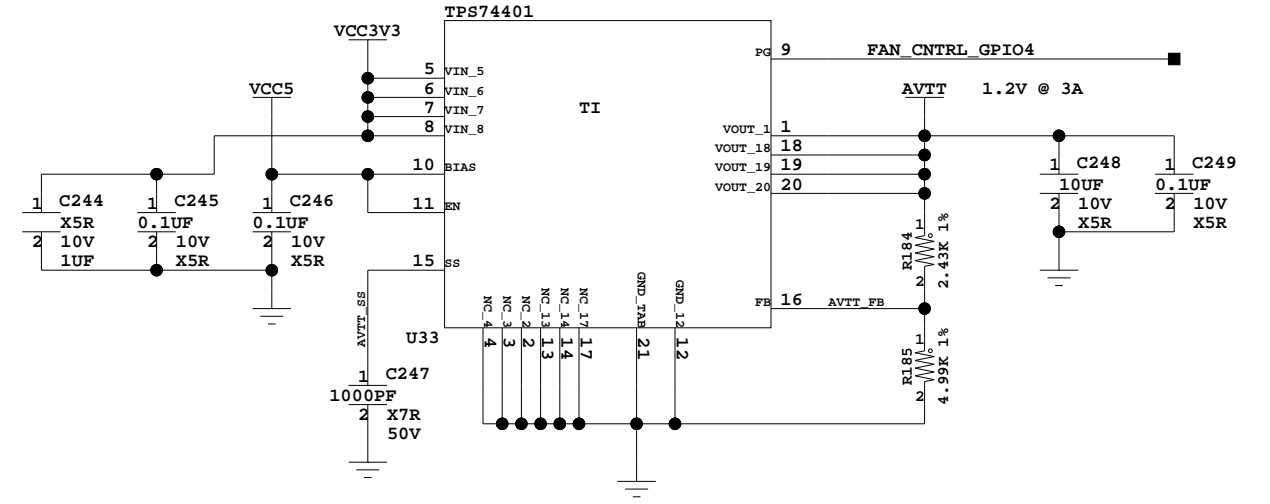 TPS74401
VCC3V3
PG 9 FAN_CNTRL_GPIO4
5 VIN_5
VCC5
6 VIN_6
AVTT 1.2V @ 3A
7 VIN_7
TI
8 VIN_8
VOUT_1 1
VOUT_18 18
10 BIAS
VOUT_19 19
VOUT_20 20
11 EN
1 C244
X5R
2 10V
1UF
1 C245
0.1UF
2 10V
X5R
1 C246
0.1UF
2 10V
X5R
1 C248
10UF
2 10V
X5R
1 C249
0.1UF
2 10V
X5R
15 SS
AVTT_SS
R184
1
2
2.43K 1%
FB 16 AVTT_FB
R185
1
2
4.99K 1%
U33
NC_4 4
NC_3 3
NC_2 2
NC_13 13
NC_14 14
NC_17 17
GND_TAB 21
GND_12 12
1 C247
1000PF
2 X7R
50V